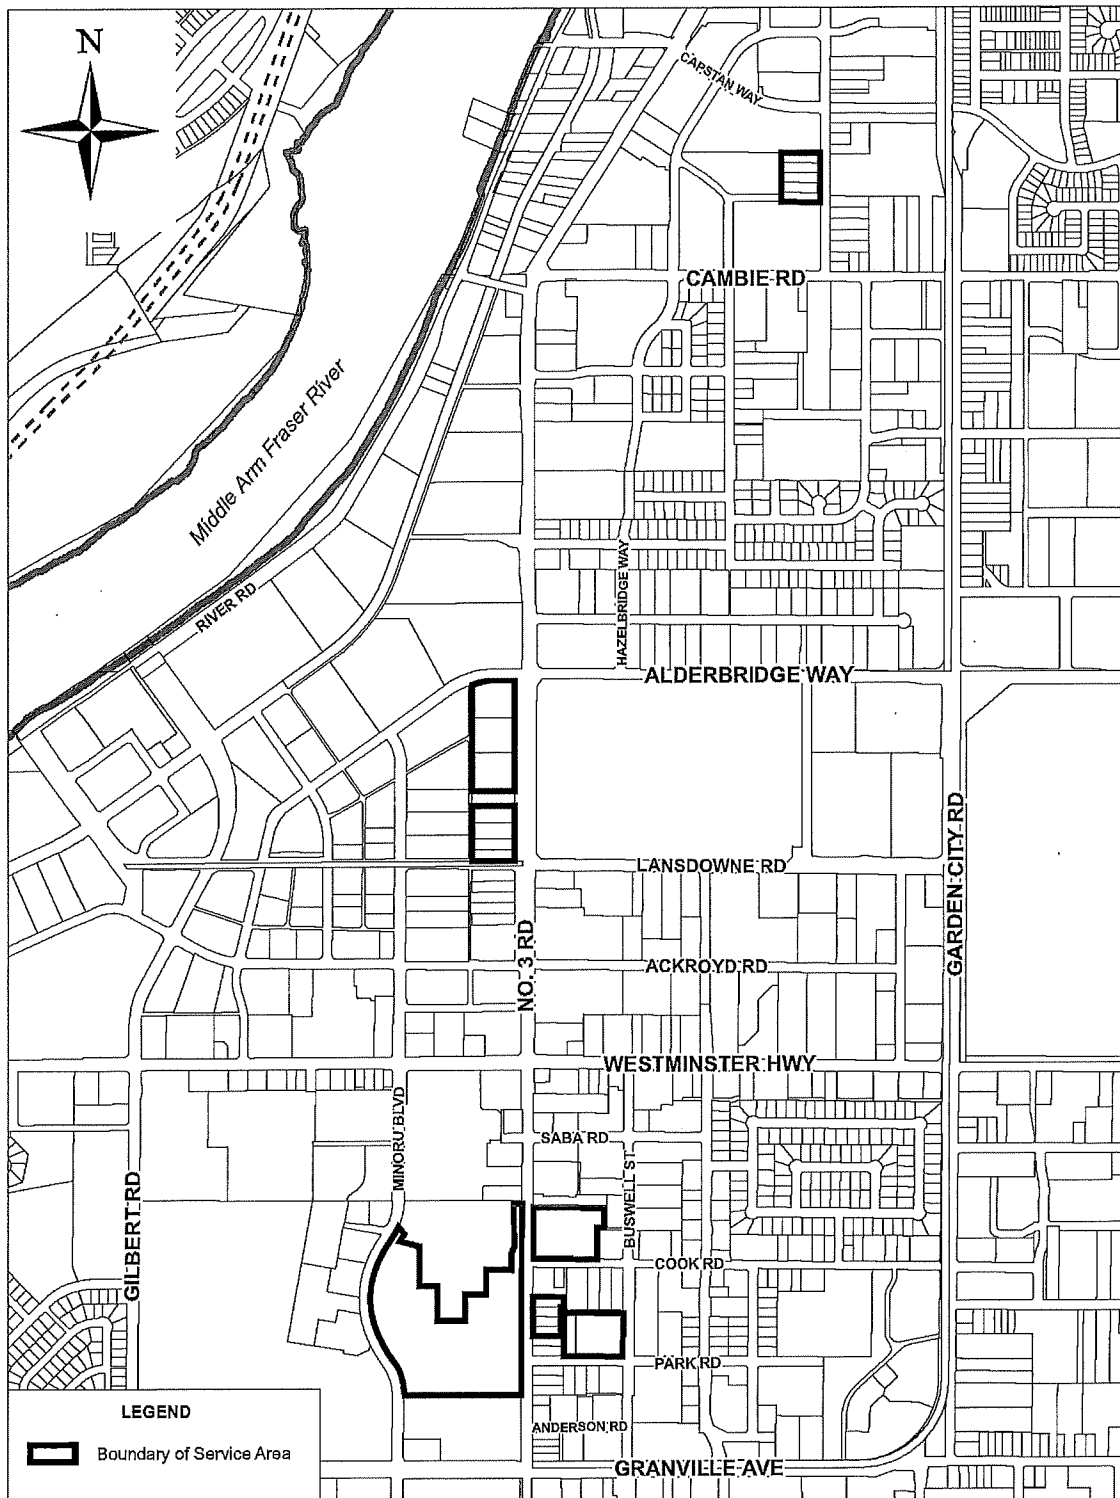 N
CAPSTAN WAY
CAMBIE RD
Middle Arm Fraser River
HAZELBRIDGE WAY
RIVER RD
ALDERBRIDGE WAY
GARDEN CITY RD
LANSDOWNE RD
NO. 3 RD
ACKROYD RD
WESTMINSTER HWY
MINORU BLVD
SABA RD
BUSWELL ST
GILBERT RD
COOK RD
PARK RD
LEGEND
ANDERSON RD
Boundary of Service Area
GRANVILLE AVE